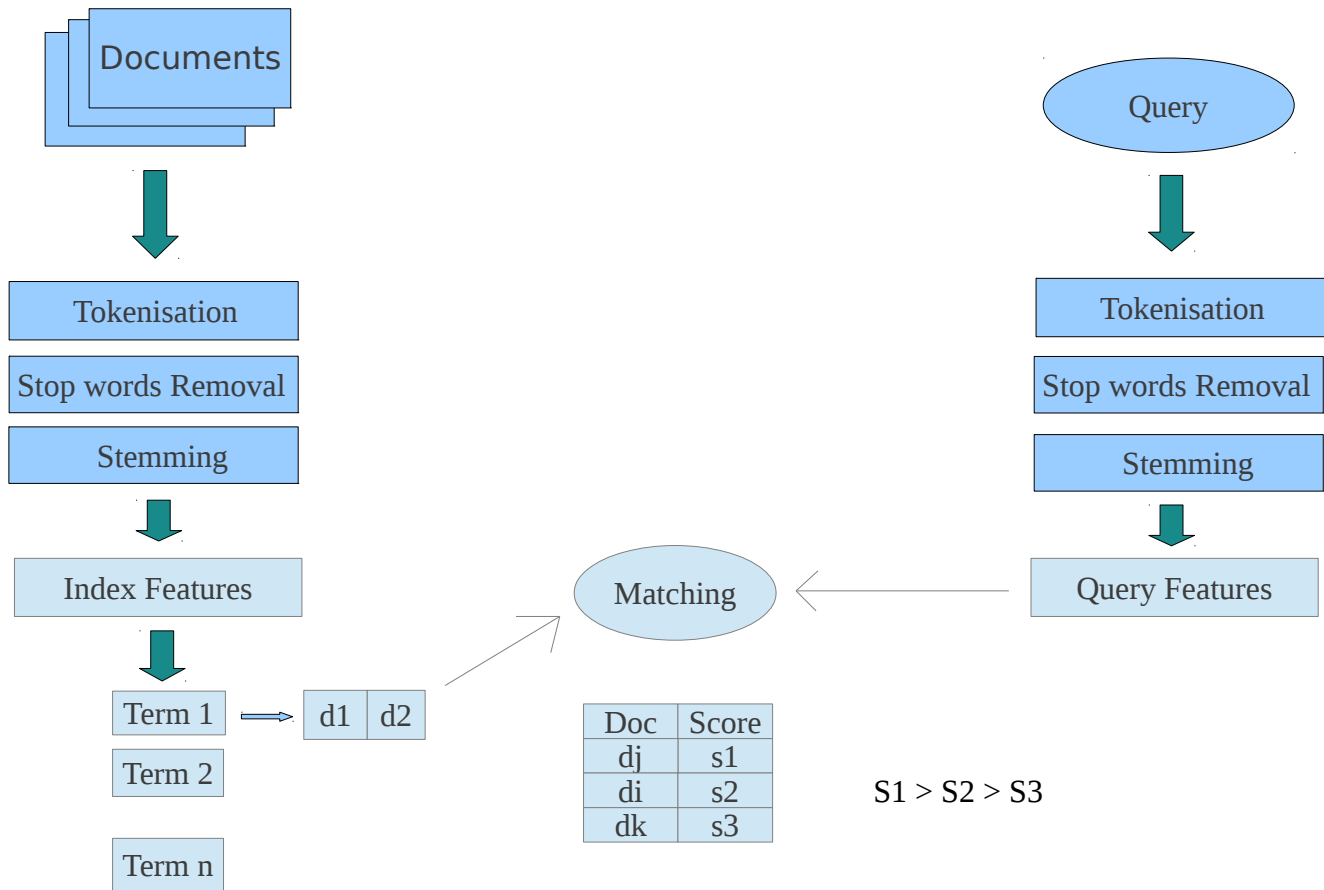 Documents
Query
Tokenisation
Tokenisation
Stop words Removal
Stop words Removal
Stemming
Stemming
Index Features
Matching
Query Features
Term 1
d1 d2
Term 2
Term n
Doc Score
dj s1
di s2
dk s3
S1 > S2 > S3